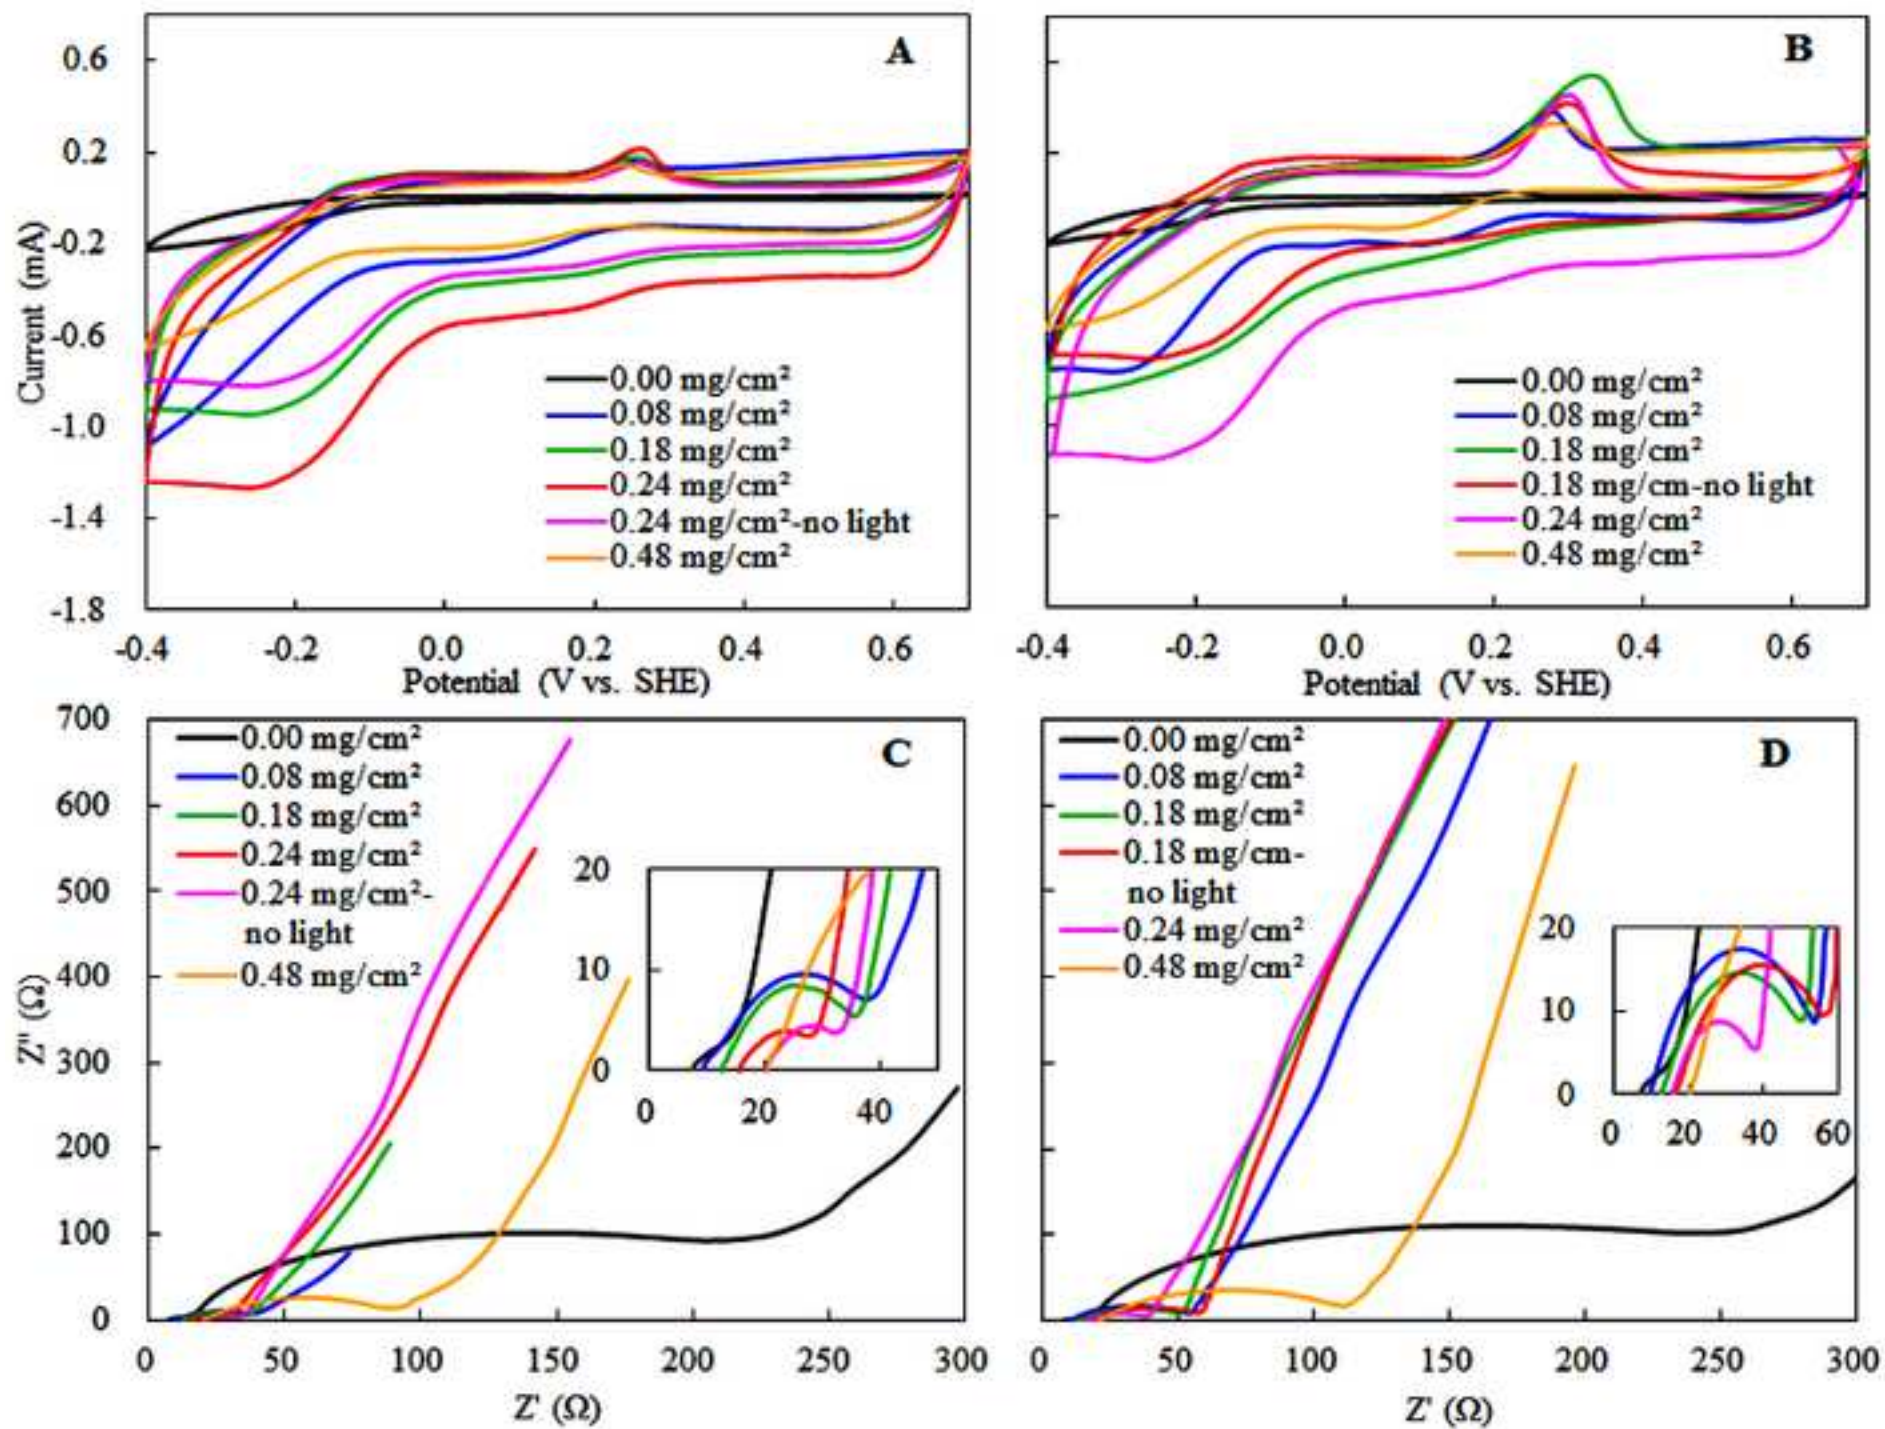 A
0.6
0.2
-0.2
-0.6
-1.0
-1.4
-1.8
Current (mA)
0.00 mg/cm²
0.08 mg/cm²
0.18 mg/cm²
0.24 mg/cm²
0.24 mg/cm²-no light
0.48 mg/cm²
-0.4 -0.2 0.0 0.2 0.4 0.6
Potential (V vs. SHE)
B
0.00 mg/cm²
0.08 mg/cm²
0.18 mg/cm²
0.18 mg/cm-no light
0.24 mg/cm²
0.48 mg/cm²
-0.4 -0.2 0.0 0.2 0.4 0.6
Potential (V vs. SHE)
C
700
600
500
400
300
200
100
0
Z'' (Ω)
0.00 mg/cm²
0.08 mg/cm²
0.18 mg/cm²
0.24 mg/cm²
0.24 mg/cm²-
no light
0.48 mg/cm²
20
10
0
0 20 40
0 50 100 150 200 250 300
Z' (Ω)
D
0.00 mg/cm²
0.08 mg/cm²
0.18 mg/cm²
0.18 mg/cm-
no light
0.24 mg/cm²
0.48 mg/cm²
20
10
0
0 20 40 60
0 50 100 150 200 250 300
Z' (Ω)